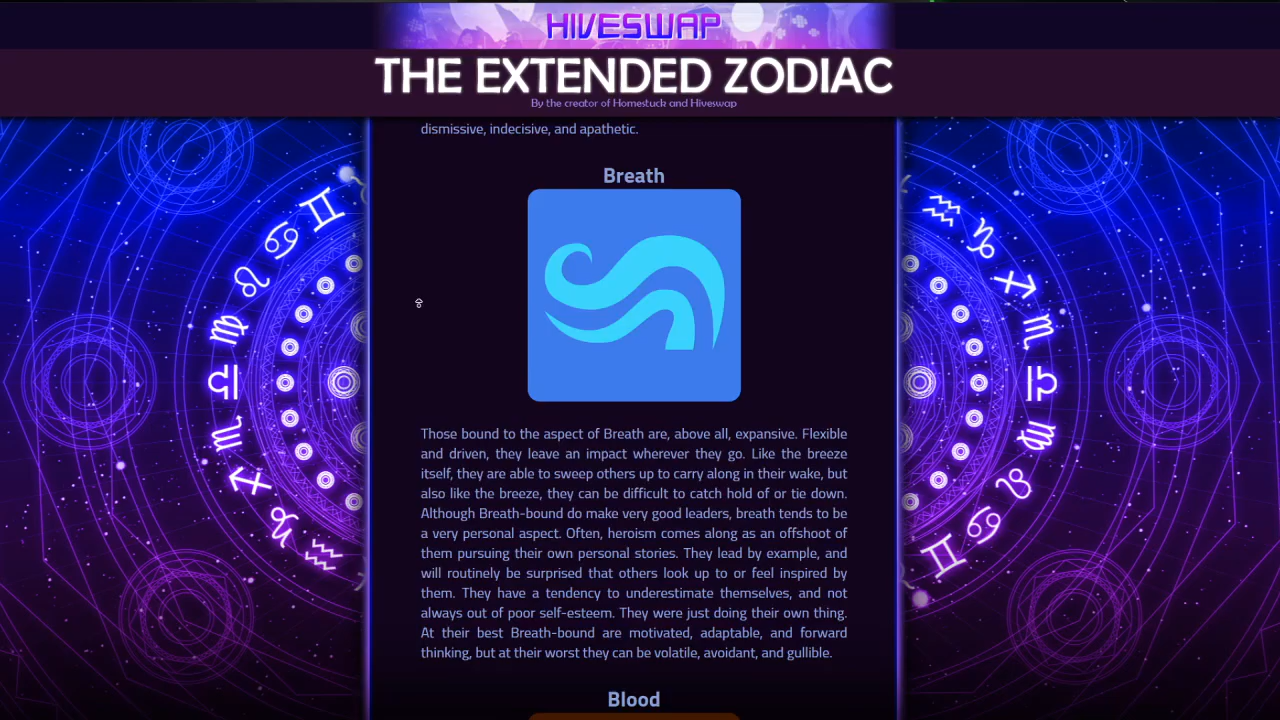 HIVESWAP
THE EXTENDED ZODIAC
By the creator of Homestuck and Hiveswap
dismissive, indecisive, and apathetic.
Breath
Those bound to the aspect of Breath are, above all, expansive. Flexible
and driven, they leave an impact wherever they go. Like the breeze
itself, they are able to sweep others up to carry along in their wake, but
also like the breeze, they can be difficult to catch hold of or tie down.
Although Breath-bound do make very good leaders, breath tends to be
a very personal aspect. Often, heroism comes along as an offshoot of
them pursuing their own personal stories. They lead by example, and
will routinely be surprised that others look up to or feel inspired by
them. They have a tendency to underestimate themselves, and not
always out of poor self-esteem. They were just doing their own thing.
At their best Breath-bound are motivated, adaptable, and forward
thinking, but at their worst they can be volatile, avoidant, and gullible.
Blood